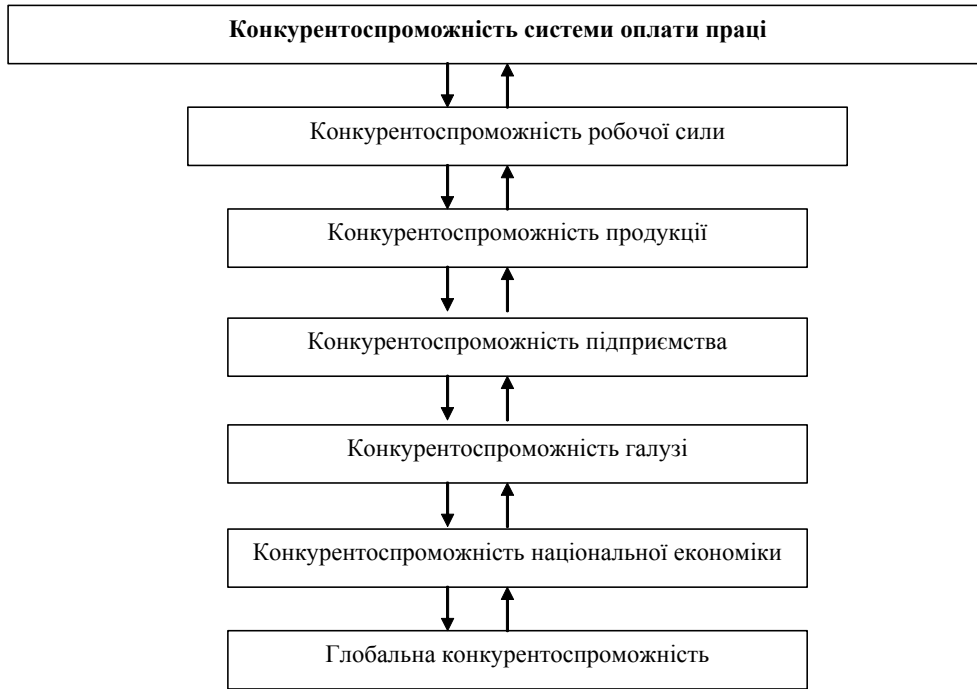 Конкурентоспроможність системи оплати праці
Конкурентоспроможність робочої сили
Конкурентоспроможність продукції
Конкурентоспроможність підприємства
Конкурентоспроможність галузі
Конкурентоспроможність національної економіки
Глобальна конкурентоспроможність